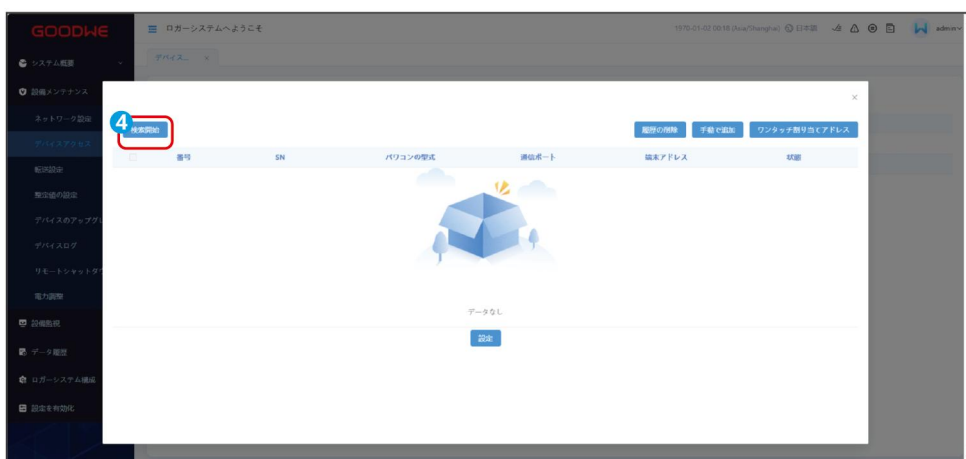 GOODWE
ロガーシステムへようこそ
1970-01-02 00:18 (Asia/Shanghai) 日本語 admin
システム概要
デバイス...
設備メンテナンス
ネットワーク設定
4
検索開始
履歴の削除 手動で追加 ワンタッチ割り当てアドレス
デバイスアクセス
番号 SN パワコンの型式 通信ポート 端末アドレス 状態
転送設定
整定値の設定
デバイスのアップグレ
デバイスログ
リモートシャットダウ
電力調整
データなし
設備監視
設定
データ履歴
ロガーシステム構成
設定を有効化